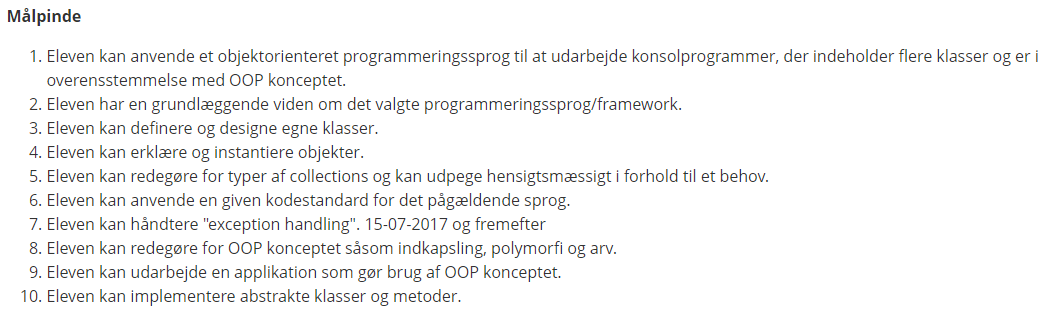 Målpinde
1. Eleven kan anvende et objektorienteret programmeringssprog til at udarbejde konsolprogrammer, der indeholder flere klasser og er i
overensstemmelse med OOP konceptet.
2. Eleven har en grundlæggende viden om det valgte programmeringssprog/framework.
3. Eleven kan definere og designe egne klasser.
4. Eleven kan erklære og instantiere objekter.
5. Eleven kan redegøre for typer af collections og kan udpege hensigtsmæssigt i forhold til et behov.
6. Eleven kan anvende en given kodestandard for det pågældende sprog.
7. Eleven kan håndtere "exception handling". 15-07-2017 og fremefter
8. Eleven kan redegøre for OOP konceptet såsom indkapsling, polymorfi og arv.
9. Eleven kan udarbejde en applikation som gør brug af OOP konceptet.
10. Eleven kan implementere abstrakte klasser og metoder.